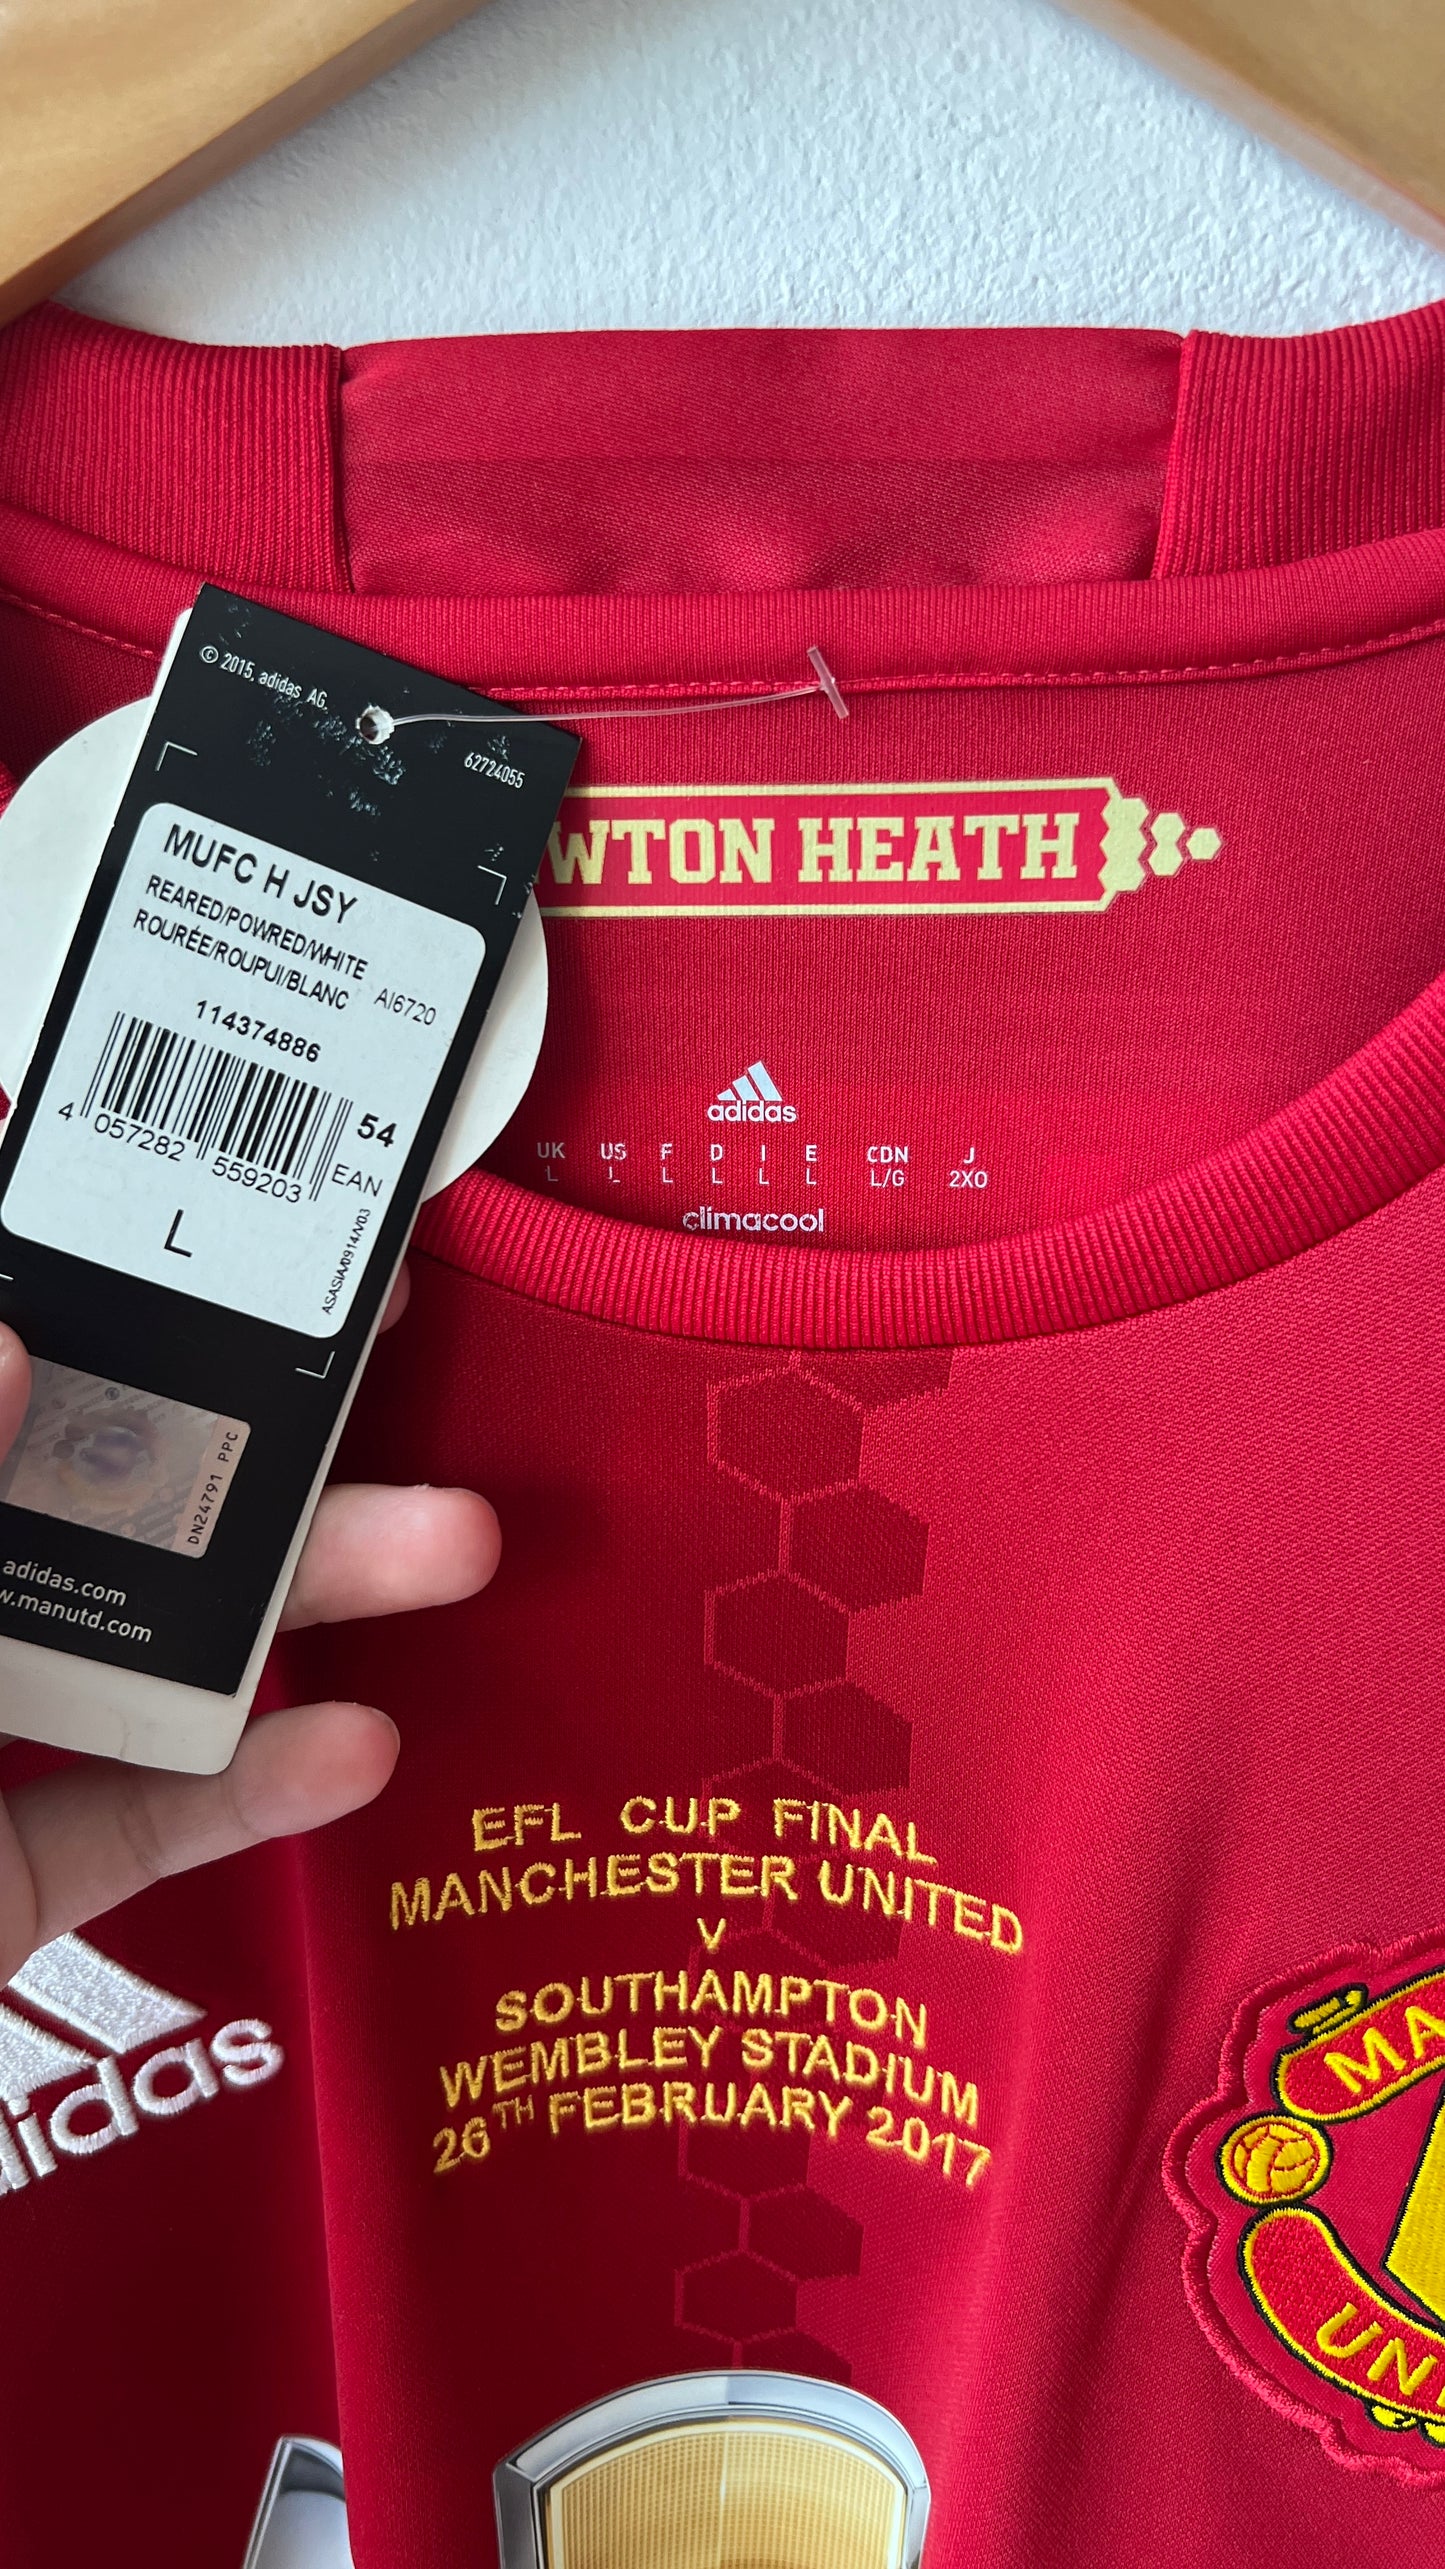 © 2015, adidas AG.
62724055
MUFC H JSY
REARED/POWRED/WHITE
ROURÉE/ROUPUI/BLANC AI6720
114374886
54
4 057282 559203 EAN
L
ASASIA/0914/V03
DN24791 PPC
adidas.com
w.manutd.com
WTON HEATH
adidas
UK US F D I E CDN J
L L L L L L L/G 2XO
climacool
EFL CUP FINAL
MANCHESTER UNITED
V
SOUTHAMPTON
WEMBLEY STADIUM
26TH FEBRUARY 2017
adidas
MA
UNI